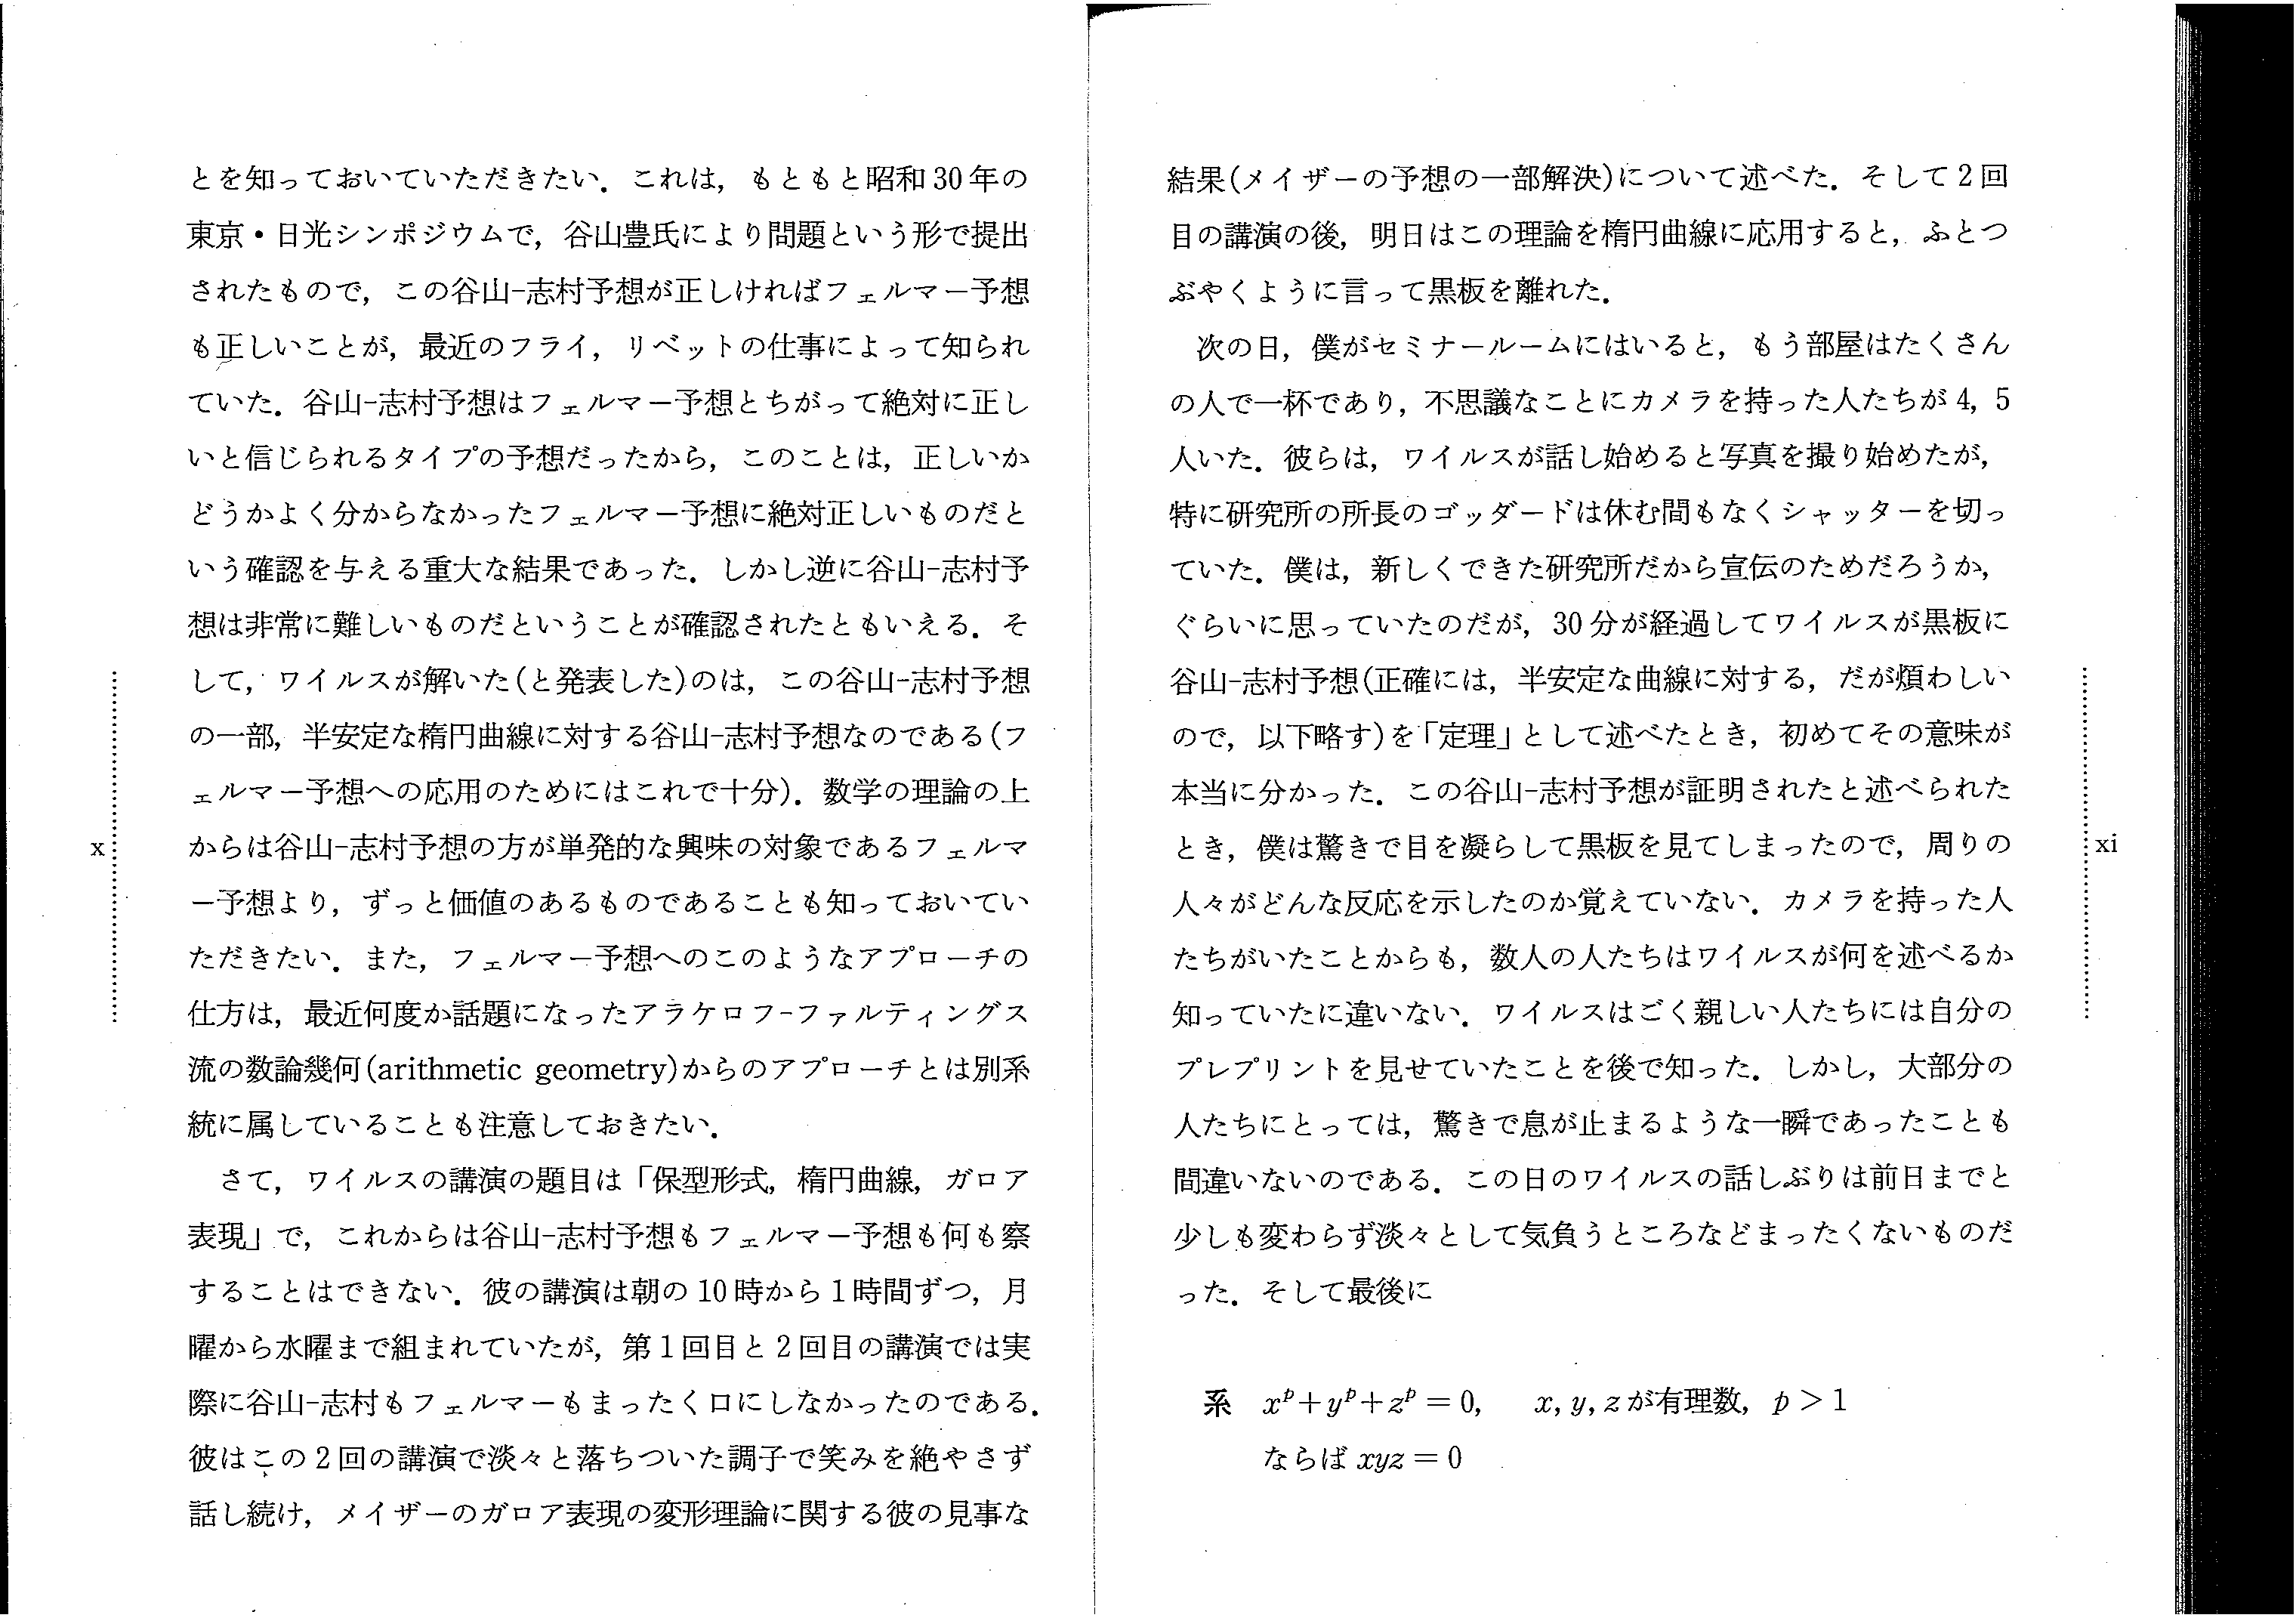 とを知っておいていただきたい．これは，もともと昭和30年の
東京・日光シンポジウムで，谷山豊氏により問題という形で提出
されたもので，この谷山-志村予想が正しければフェルマー予想
も正しいことが，最近のフライ，リベットの仕事によって知られ
ていた．谷山-志村予想はフェルマー予想とちがって絶対に正し
いと信じられるタイプの予想だったから，このことは，正しいか
どうかよく分からなかったフェルマー予想に絶対正しいものだと
いう確認を与える重大な結果であった．しかし逆に谷山-志村予
想は非常に難しいものだということが確認されたともいえる．そ
して，ワイルスが解いた(と発表した)のは，この谷山-志村予想
の一部，半安定な楕円曲線に対する谷山-志村予想なのである(フ
ェルマー予想への応用のためにはこれで十分)．数学の理論の上
からは谷山-志村予想の方が単発的な興味の対象であるフェルマ
ー予想より，ずっと価値のあるものであることも知っておいてい
ただきたい．また，フェルマー予想へのこのようなアプローチの
仕方は，最近何度か話題になったアラケロフ-ファルティングス
流の数論幾何(arithmetic geometry)からのアプローチとは別系
統に属していることも注意しておきたい．
さて，ワイルスの講演の題目は「保型形式，楕円曲線，ガロア
表現」で，これからは谷山-志村予想もフェルマー予想も何も察
することはできない．彼の講演は朝の10時から1時間ずつ，月
曜から水曜まで組まれていたが，第1回目と2回目の講演では実
際に谷山-志村もフェルマーもまったく口にしなかったのである．
彼はこの2回の講演で淡々と落ちついた調子で笑みを絶やさず
話し続け，メイザーのガロア表現の変形理論に関する彼の見事な
x
結果(メイザーの予想の一部解決)について述べた．そして2回
目の講演の後，明日はこの理論を楕円曲線に応用すると，ふとつ
ぶやくように言って黒板を離れた．
次の日，僕がセミナールームにはいると，もう部屋はたくさん
の人で一杯であり，不思議なことにカメラを持った人たちが4，5
人いた．彼らは，ワイルスが話し始めると写真を撮り始めたが，
特に研究所の所長のゴッダードは休む間もなくシャッターを切っ
ていた．僕は，新しくできた研究所だから宣伝のためだろうか，
ぐらいに思っていたのだが，30分が経過してワイルスが黒板に
谷山-志村予想(正確には，半安定な曲線に対する，だが煩わしい
ので，以下略す)を「定理」として述べたとき，初めてその意味が
本当に分かった．この谷山-志村予想が証明されたと述べられた
とき，僕は驚きで目を凝らして黒板を見てしまったので，周りの
人々がどんな反応を示したのか覚えていない．カメラを持った人
たちがいたことからも，数人の人たちはワイルスが何を述べるか
知っていたに違いない．ワイルスはごく親しい人たちには自分の
プレプリントを見せていたことを後で知った．しかし，大部分の
人たちにとっては，驚きで息が止まるような一瞬であったことも
間違いないのである．この日のワイルスの話しぶりは前日までと
少しも変わらず淡々として気負うところなどまったくないものだ
った．そして最後に
系 xᵖ+yᵖ+zᵖ = 0, x, y, z が有理数，p > 1
ならば xyz = 0
xi